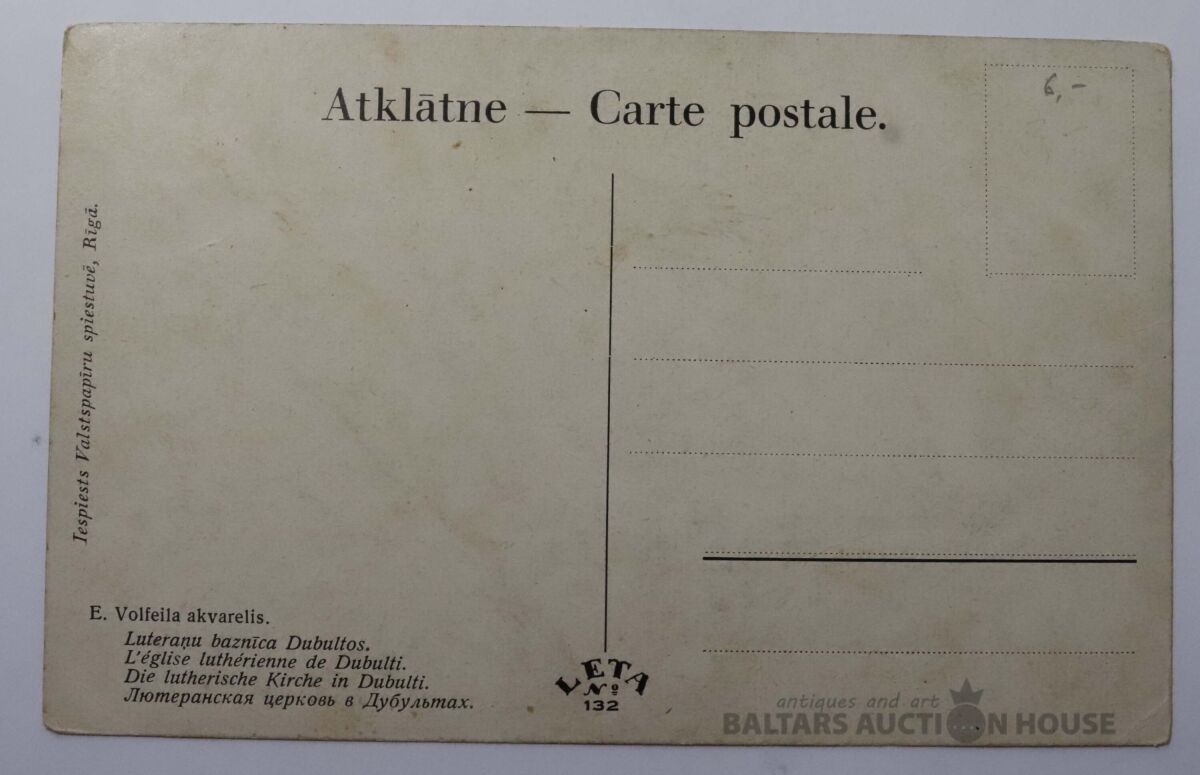 Atklātne — Carte postale.
6,-
Iespiests Valstspapīru spiestuvē, Rīgā.
E. Volfeila akvarelis.
Luteraņu baznīca Dubultos.
L'église luthérienne de Dubulti.
Die lutherische Kirche in Dubulti.
Лютеранская церковь в Дубультах.
LETA
№
132
antiques and art
BALTARS AUCTION HOUSE